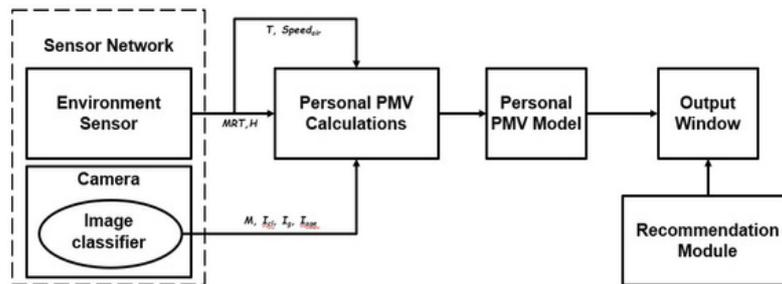 Sensor Network
Environment
Sensor
T, Speedair
MRT,H
Personal PMV
Calculations
Personal
PMV Model
Output
Window
Camera
Image
classifier
M, Icl, Ig, Iage
Recommendation
Module